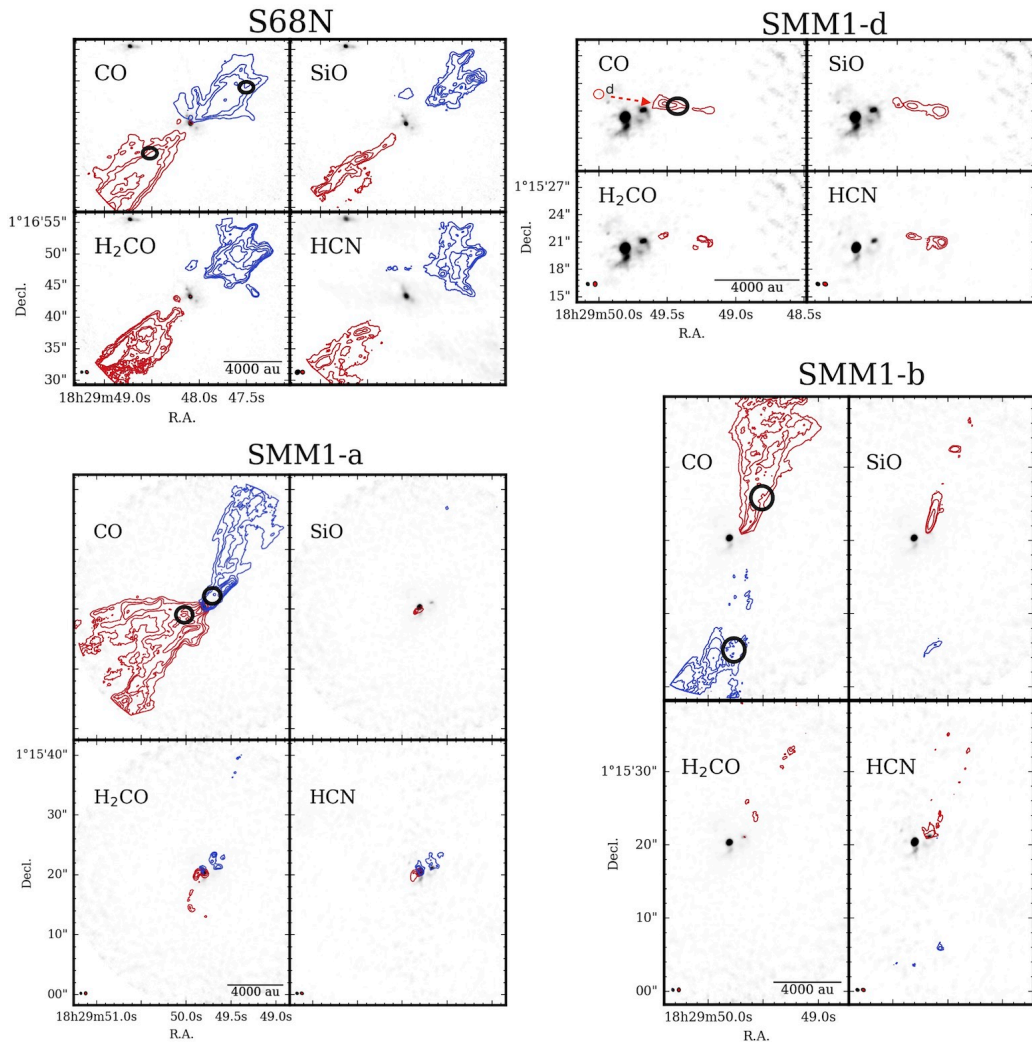 S68N
CO
SiO
1°16'55"
H₂CO
HCN
50"
45"
Decl.
40"
35"
30"
4000 au
18h29m49.0s
48.0s
47.5s
R.A.
SMM1-d
CO
d
SiO
1°15'27"
H₂CO
HCN
24"
21"
Decl.
18"
15"
4000 au
18h29m50.0s
49.5s
49.0s
48.5s
R.A.
SMM1-a
CO
SiO
1°15'40"
H₂CO
HCN
30"
20"
Decl.
10"
00"
4000 au
18h29m51.0s
50.0s
49.5s
49.0s
R.A.
SMM1-b
CO
SiO
H₂CO
HCN
1°15'30"
20"
Decl.
10"
00"
4000 au
18h29m50.0s
49.0s
R.A.